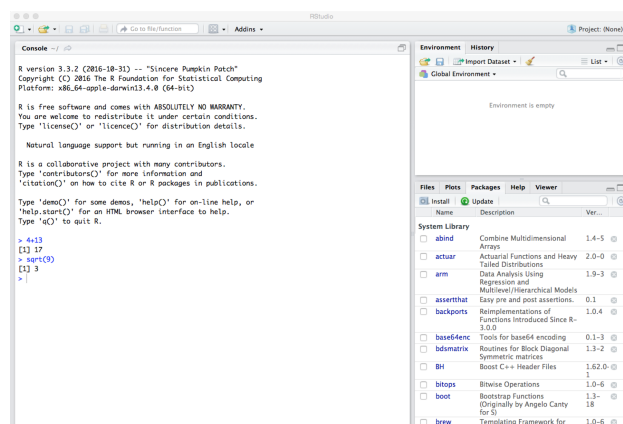 RStudio
Go to file/function
Addins
Project: (None)
Console ~/
R version 3.3.2 (2016-10-31) -- "Sincere Pumpkin Patch"
Copyright (C) 2016 The R Foundation for Statistical Computing
Platform: x86_64-apple-darwin13.4.0 (64-bit)
R is free software and comes with ABSOLUTELY NO WARRANTY.
You are welcome to redistribute it under certain conditions.
Type 'license()' or 'licence()' for distribution details.
Natural language support but running in an English locale
R is a collaborative project with many contributors.
Type 'contributors()' for more information and
'citation()' on how to cite R or R packages in publications.
Type 'demo()' for some demos, 'help()' for on-line help, or
'help.start()' for an HTML browser interface to help.
Type 'q()' to quit R.
> 4+13
[1] 17
> sqrt(9)
[1] 3
>
Environment History
Import Dataset List
Global Environment
Environment is empty
Files Plots Packages Help Viewer
Install Update
Name Description Ver...
System Library
abind Combine Multidimensional 1.4-5
Arrays
actuar Actuarial Functions and Heavy 2.0-0
Tailed Distributions
arm Data Analysis Using 1.9-3
Regression and
Multilevel/Hierarchical Models
assertthat Easy pre and post assertions. 0.1
backports Reimplementations of 1.0.4
Functions Introduced Since R-
3.0.0
base64enc Tools for base64 encoding 0.1-3
bdsmatrix Routines for Block Diagonal 1.3-2
Symmetric matrices
BH Boost C++ Header Files 1.62.0-
1
bitops Bitwise Operations 1.0-6
boot Bootstrap Functions 1.3-
(Originally by Angelo Canty 18
for S)
brew Templating Framework for 1.0-6